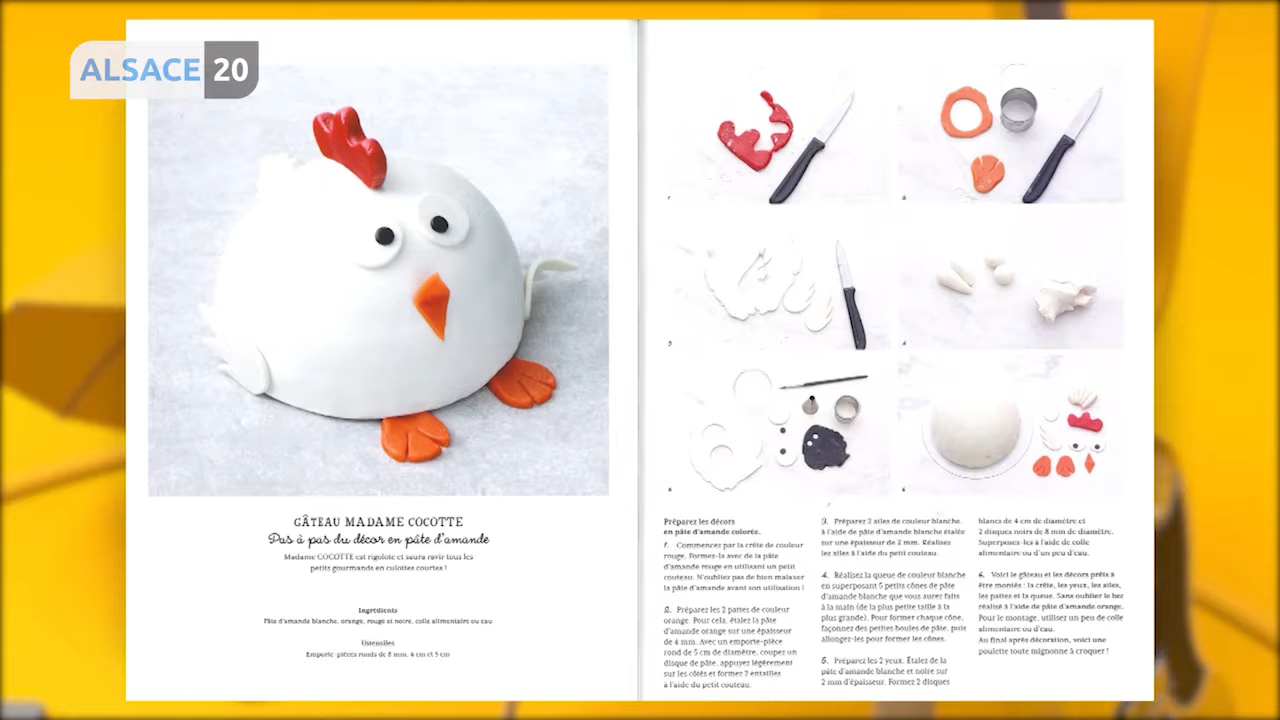 ALSACE 20
GÂTEAU MADAME COCOTTE
Pas à pas du décor en pâte d'amande
Madame COCOTTE est rigolote et saura ravir tous les
petits gourmands en culottes courtes !
Ingrédients
Pâte d'amande blanche, orange, rouge et noire, colle alimentaire ou eau
Ustensiles
Emporte-pièces ronds de 8 mm, 4 cm et 5 cm
1
2
3
4
5
6
Préparez les décors
en pâte d'amande colorée.
1. Commencez par la crête de couleur
rouge. Formez-la avec de la pâte
d'amande rouge en utilisant un petit
couteau. N'oubliez pas de bien malaxer
la pâte d'amande avant son utilisation !
2. Préparez les 2 pattes de couleur
orange. Pour cela, étalez la pâte
d'amande orange sur une épaisseur
de 4 mm. Avec un emporte-pièce
rond de 5 cm de diamètre, coupez un
disque de pâte, appuyez légèrement
sur les côtés et formez 2 entailles
à l'aide du petit couteau.
3. Préparez 2 ailes de couleur blanche,
à l'aide de pâte d'amande blanche étalée
sur une épaisseur de 2 mm. Réalisez
les ailes à l'aide du petit couteau.
4. Réalisez la queue de couleur blanche
en superposant 5 petits cônes de pâte
d'amande blanche que vous aurez faits
à la main (de la plus petite taille à la
plus grande). Pour former chaque cône,
façonnez des petites boules de pâte, puis
allongez-les pour former les cônes.
5. Préparez les 2 yeux. Étalez de la
pâte d'amande blanche et noire sur
2 mm d'épaisseur. Formez 2 disques
blancs de 4 cm de diamètre et
2 disques noirs de 8 mm de diamètre.
Superposez-les à l'aide de colle
alimentaire ou d'un peu d'eau.
6. Voici le gâteau et les décors prêts à
être montés : la crête, les yeux, les ailes,
les pattes et la queue. Sans oublier le bec
réalisé à l'aide de pâte d'amande orange.
Pour le montage, utilisez un peu de colle
alimentaire ou d'eau.
Au final après décoration, voici une
poulette toute mignonne à croquer !